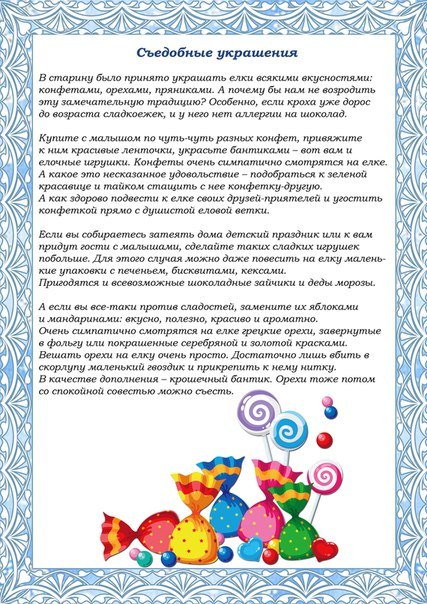 Съедобные украшения
В старину было принято украшать елки всякими вкусностями:
конфетами, орехами, пряниками. А почему бы нам не возродить
эту замечательную традицию? Особенно, если кроха уже дорос
до возраста сладкоежек, и у него нет аллергии на шоколад.
Купите с малышом по чуть-чуть разных конфет, привяжите
к ним красивые ленточки, украсьте бантиками – вот вам и
елочные игрушки. Конфеты очень симпатично смотрятся на елке.
А какое это несказанное удовольствие – подобраться к зеленой
красавице и тайком стащить с нее конфетку-другую.
А как здорово подвести к елке своих друзей-приятелей и угостить
конфеткой прямо с душистой еловой ветки.
Если вы собираетесь затеять дома детский праздник или к вам
придут гости с малышами, сделайте таких сладких игрушек
побольше. Для этого случая можно даже повесить на елку малень-
кие упаковки с печеньем, бисквитами, кексами.
Пригодятся и всевозможные шоколадные зайчики и деды морозы.
А если вы все-таки против сладостей, замените их яблоками
и мандаринами: вкусно, полезно, красиво и ароматно.
Очень симпатично смотрятся на елке грецкие орехи, завернутые
в фольгу или покрашенные серебряной и золотой красками.
Вешать орехи на елку очень просто. Достаточно лишь вбить в
скорлупу маленький гвоздик и прикрепить к нему нитку.
В качестве дополнения – крошечный бантик. Орехи тоже потом
со спокойной совестью можно съесть.